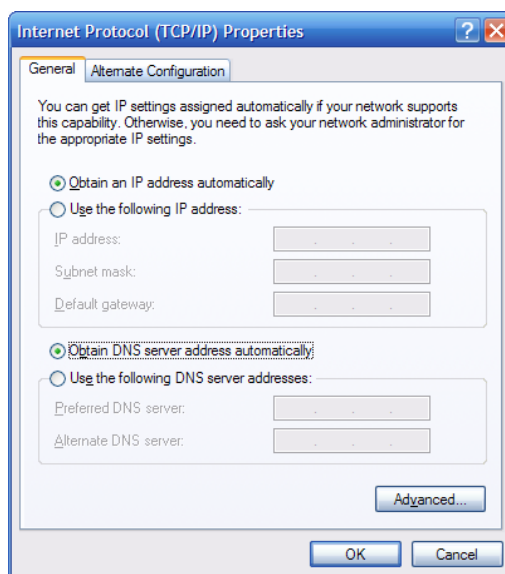 Internet Protocol (TCP/IP) Properties
General
Alternate Configuration
You can get IP settings assigned automatically if your network supports
this capability. Otherwise, you need to ask your network administrator for
the appropriate IP settings.
Obtain an IP address automatically
Use the following IP address:
IP address:
Subnet mask:
Default gateway:
Obtain DNS server address automatically
Use the following DNS server addresses:
Preferred DNS server:
Alternate DNS server:
Advanced...
OK
Cancel